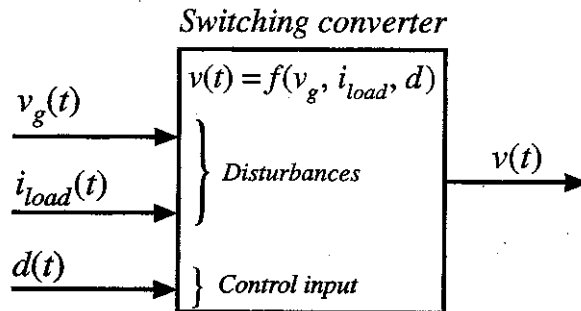 Switching converter
v(t) = f(v_g, i_load, d)
v_g(t)
} Disturbances
v(t)
i_load(t)
d(t)
} Control input